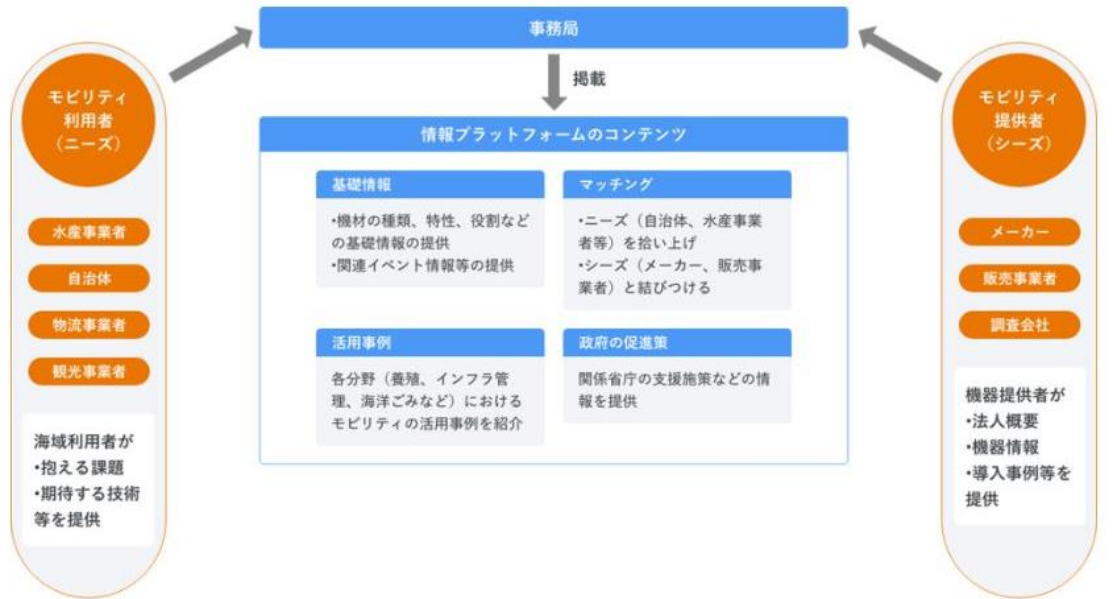 事務局
掲載
モビリティ
利用者
（ニーズ）
水産事業者
自治体
物流事業者
観光事業者
海域利用者が
・抱える課題
・期待する技術
等を提供
情報プラットフォームのコンテンツ
基礎情報
・機材の種類、特性、役割など
の基礎情報の提供
・関連イベント情報等の提供
マッチング
・ニーズ（自治体、水産事業
者等）を拾い上げ
・シーズ（メーカー、販売事
業者）と結びつける
活用事例
各分野（養殖、インフラ管
理、海洋ごみなど）における
モビリティの活用事例を紹介
政府の促進策
関係省庁の支援施策などの情
報を提供
モビリティ
提供者
（シーズ）
メーカー
販売事業者
調査会社
機器提供者が
・法人概要
・機器情報
・導入事例等を
提供